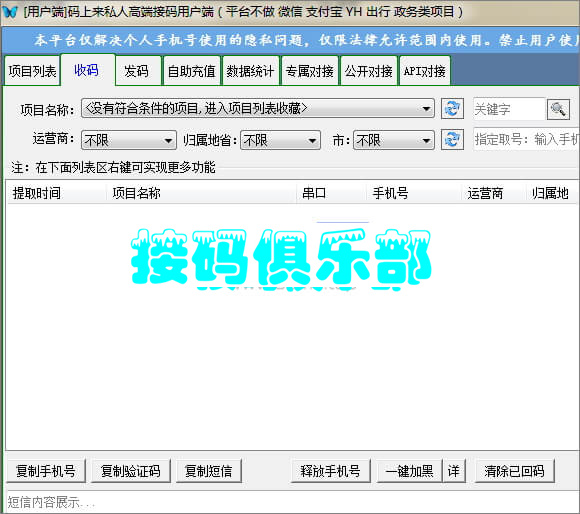 [用户端]码上来私人高端接码用户端（平台不做 微信 支付宝 YH 出行 政务类项目）
本平台仅解决个人手机号使用的隐私问题，仅限法律允许范围内使用。禁止用户使用
项目列表 收码 发码 自助充值 数据统计 专属对接 公开对接 API对接
项目名称: <没有符合条件的项目,进入项目列表收藏> 关键字
运营商: 不限 归属地省: 不限 市: 不限 指定取号: 输入手机
注: 在下面列表区右键可实现更多功能
提取时间 项目名称 串口 手机号 运营商 归属地
接码俱乐部
复制手机号 复制验证码 复制短信 释放手机号 一键加黑 详 清除已回码
短信内容展示...